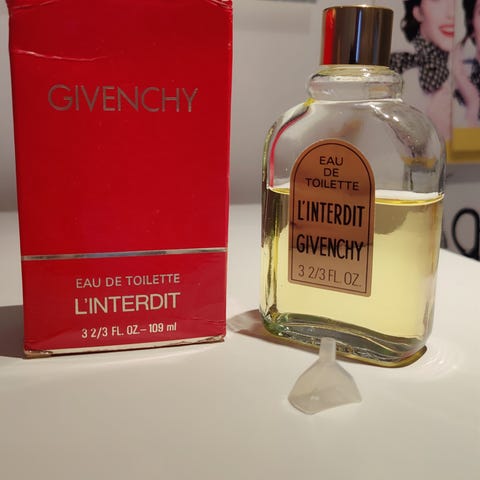 GIVENCHY
EAU DE TOILETTE
L'INTERDIT
3 2/3 FL. OZ.–109 ml
EAU
DE
TOILETTE
L'INTERDIT
GIVENCHY
3 2/3 FL. OZ.